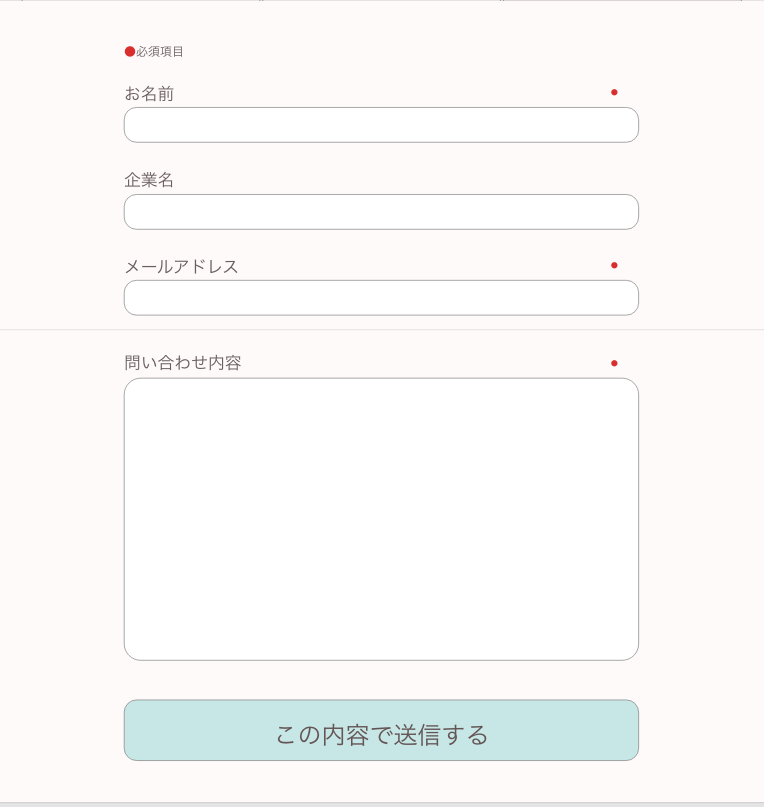 ●必須項目
お名前 ●
企業名
メールアドレス ●
問い合わせ内容 ●
この内容で送信する